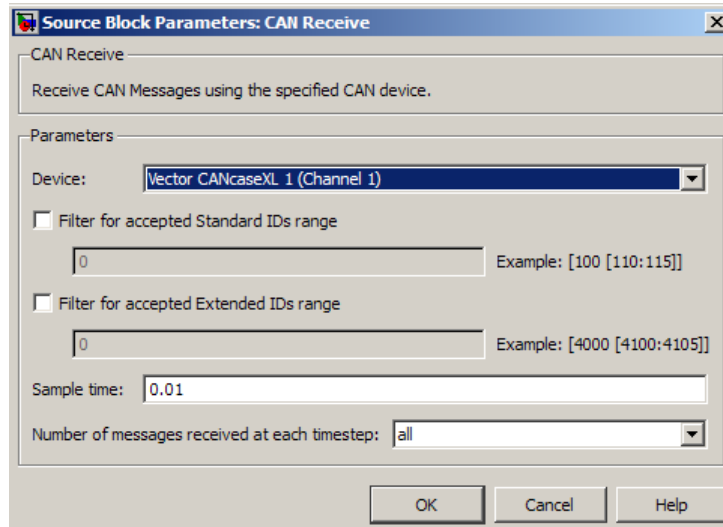 Source Block Parameters: CAN Receive
CAN Receive
Receive CAN Messages using the specified CAN device.
Parameters
Device: Vector CANcaseXL 1 (Channel 1)
Filter for accepted Standard IDs range
0 Example: [100 [110:115]]
Filter for accepted Extended IDs range
0 Example: [4000 [4100:4105]]
Sample time: 0.01
Number of messages received at each timestep: all
OK Cancel Help